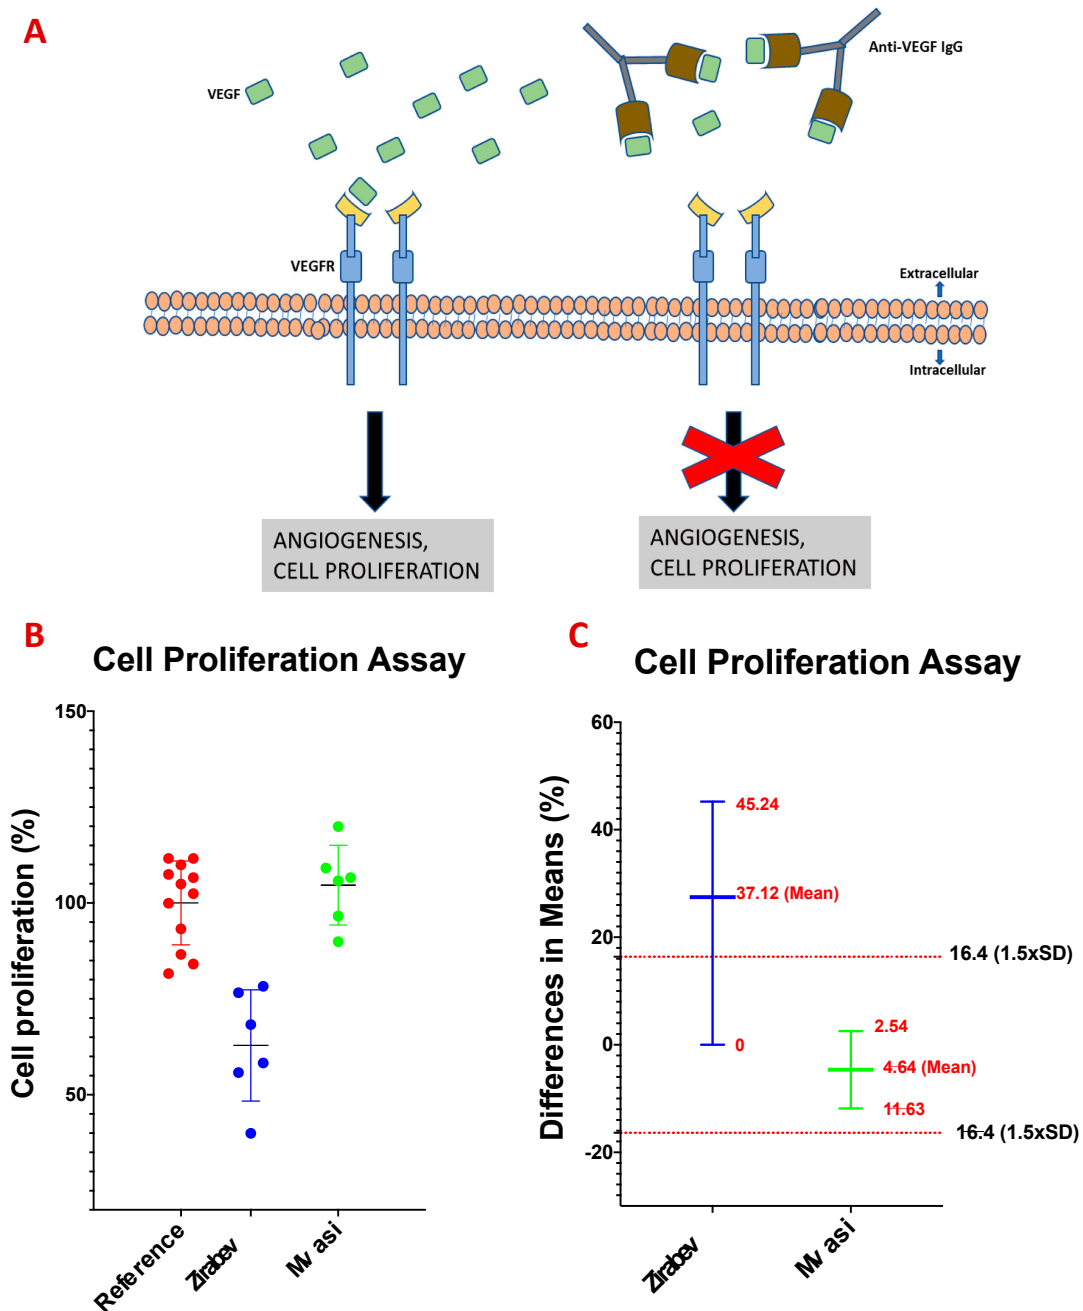 A
VEGF
Anti-VEGF IgG
VEGFR
Extracellular
Intracellular
ANGIOGENESIS,
CELL PROLIFERATION
ANGIOGENESIS,
CELL PROLIFERATION
B
Cell Proliferation Assay
Cell proliferation (%)
150
100
50
Reference
Zirabev
Mvasi
C
Cell Proliferation Assay
Differences in Means (%)
60
40
20
0
-20
45.24
37.12 (Mean)
16.4 (1.5xSD)
0
2.54
-4.64 (Mean)
-11.63
-16.4 (1.5xSD)
Zirabev
Mvasi